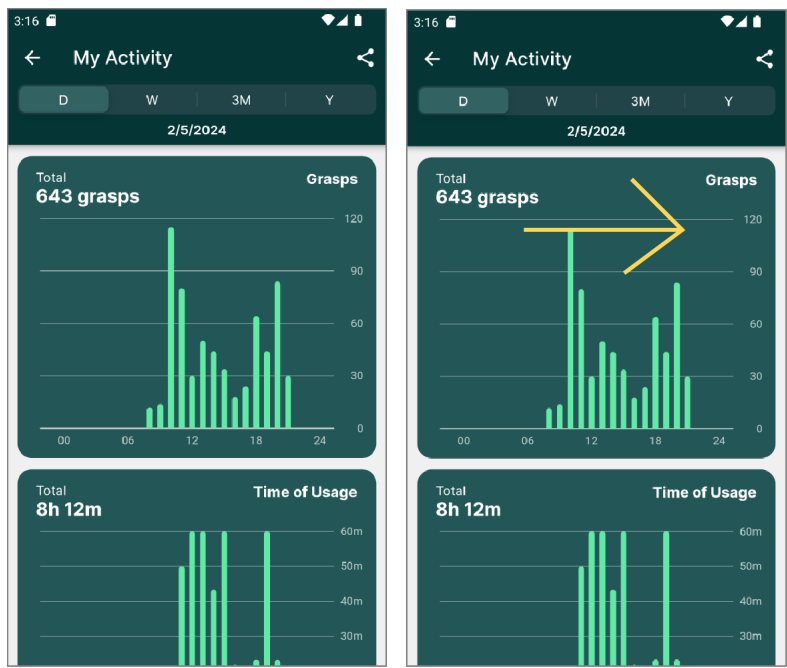 3:16
My Activity
D W 3M Y
2/5/2024
Total
Grasps
643 grasps
120
90
60
30
0
00 06 12 18 24
Total
Time of Usage
8h 12m
60m
50m
40m
30m
3:16
My Activity
D W 3M Y
2/5/2024
Total
Grasps
643 grasps
120
90
60
30
0
00 06 12 18 24
Total
Time of Usage
8h 12m
60m
50m
40m
30m